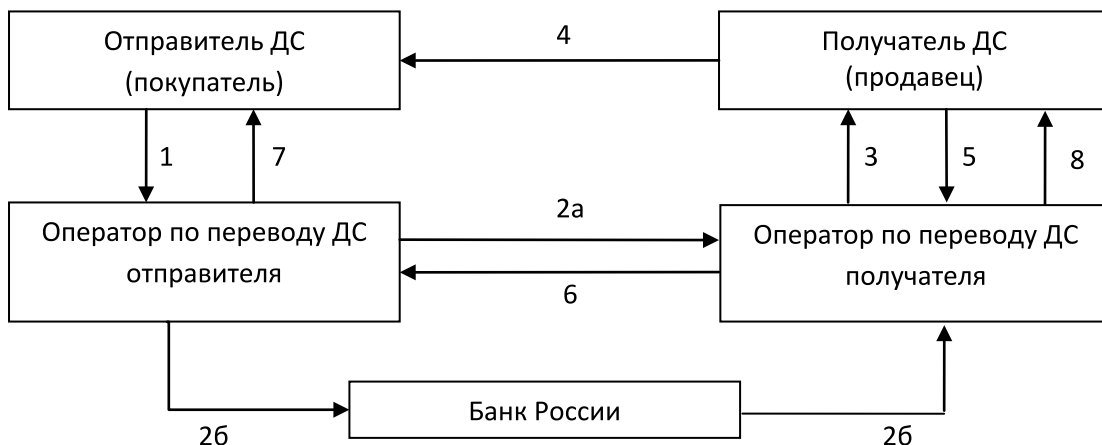 Отправитель ДС
(покупатель)
4
Получатель ДС
(продавец)
1
7
3
5
8
2а
Оператор по переводу ДС
отправителя
Оператор по переводу ДС
получателя
6
Банк России
2б
2б